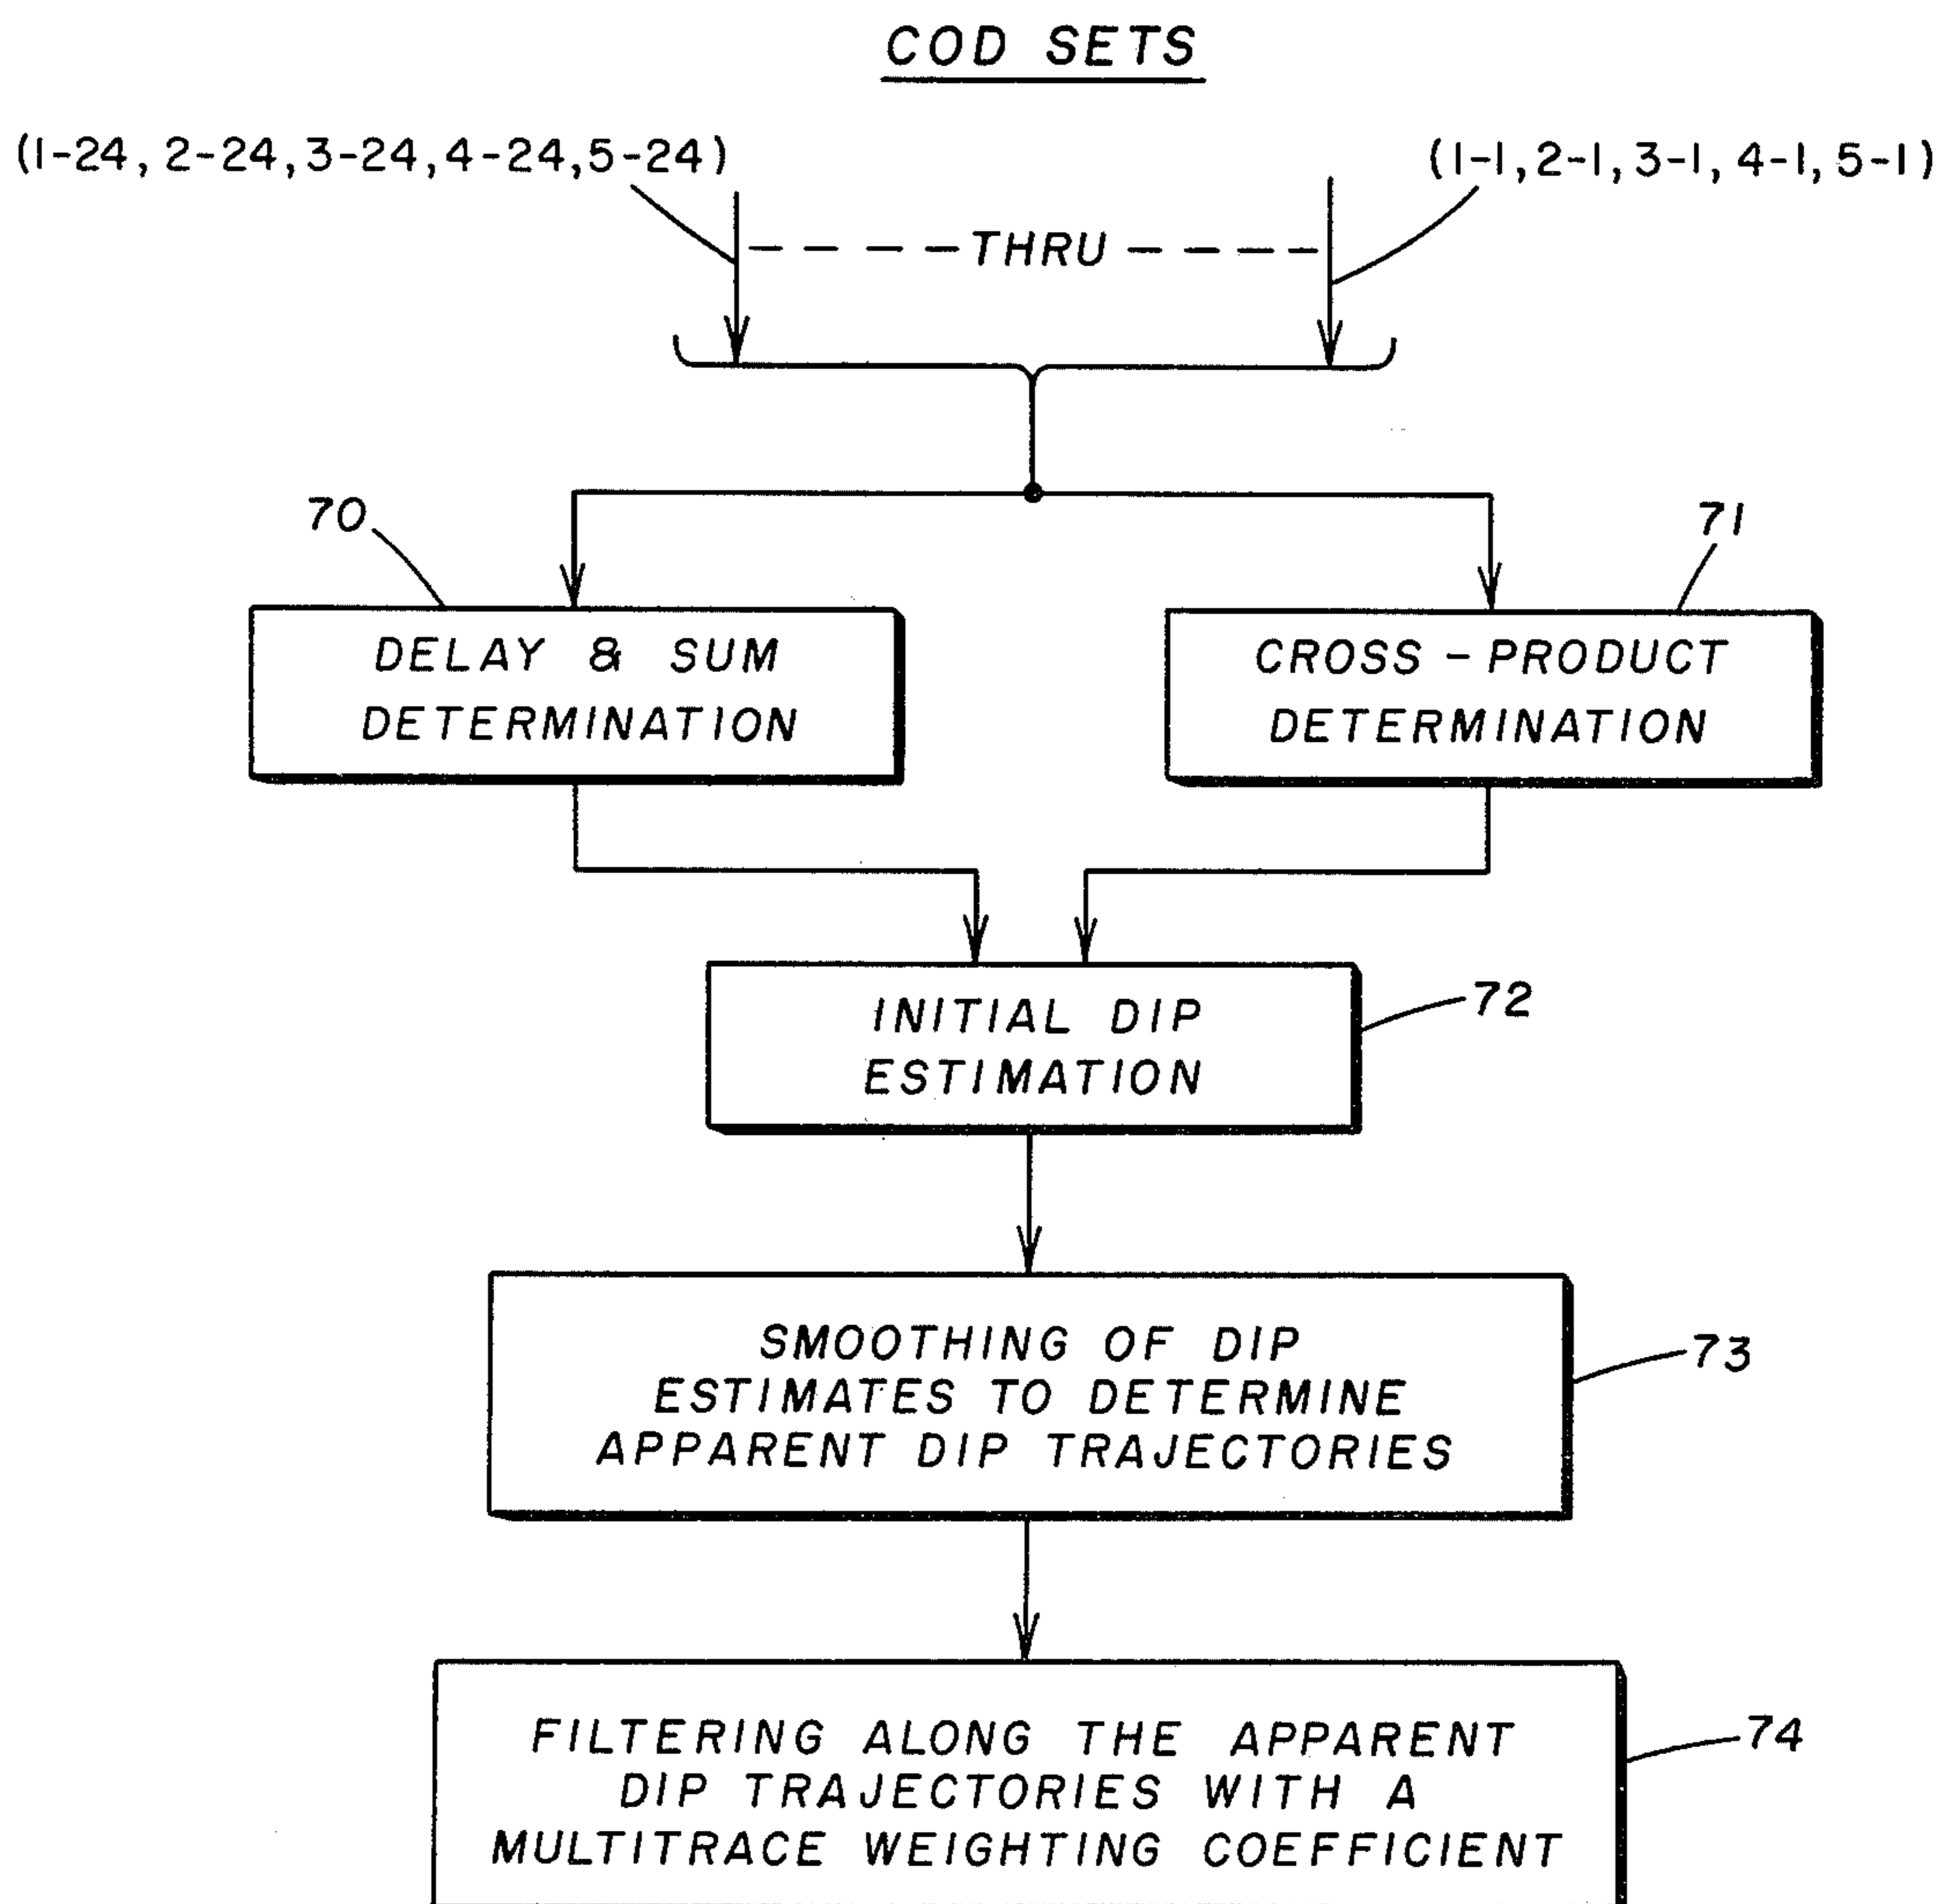 COD SETS
(1-24, 2-24, 3-24, 4-24, 5-24)
(1-1, 2-1, 3-1, 4-1, 5-1)
THRU
70
71
DELAY & SUM
DETERMINATION
CROSS-PRODUCT
DETERMINATION
INITIAL DIP
ESTIMATION
72
SMOOTHING OF DIP
ESTIMATES TO DETERMINE
APPARENT DIP TRAJECTORIES
73
FILTERING ALONG THE APPARENT
DIP TRAJECTORIES WITH A
MULTITRACE WEIGHTING COEFFICIENT
74